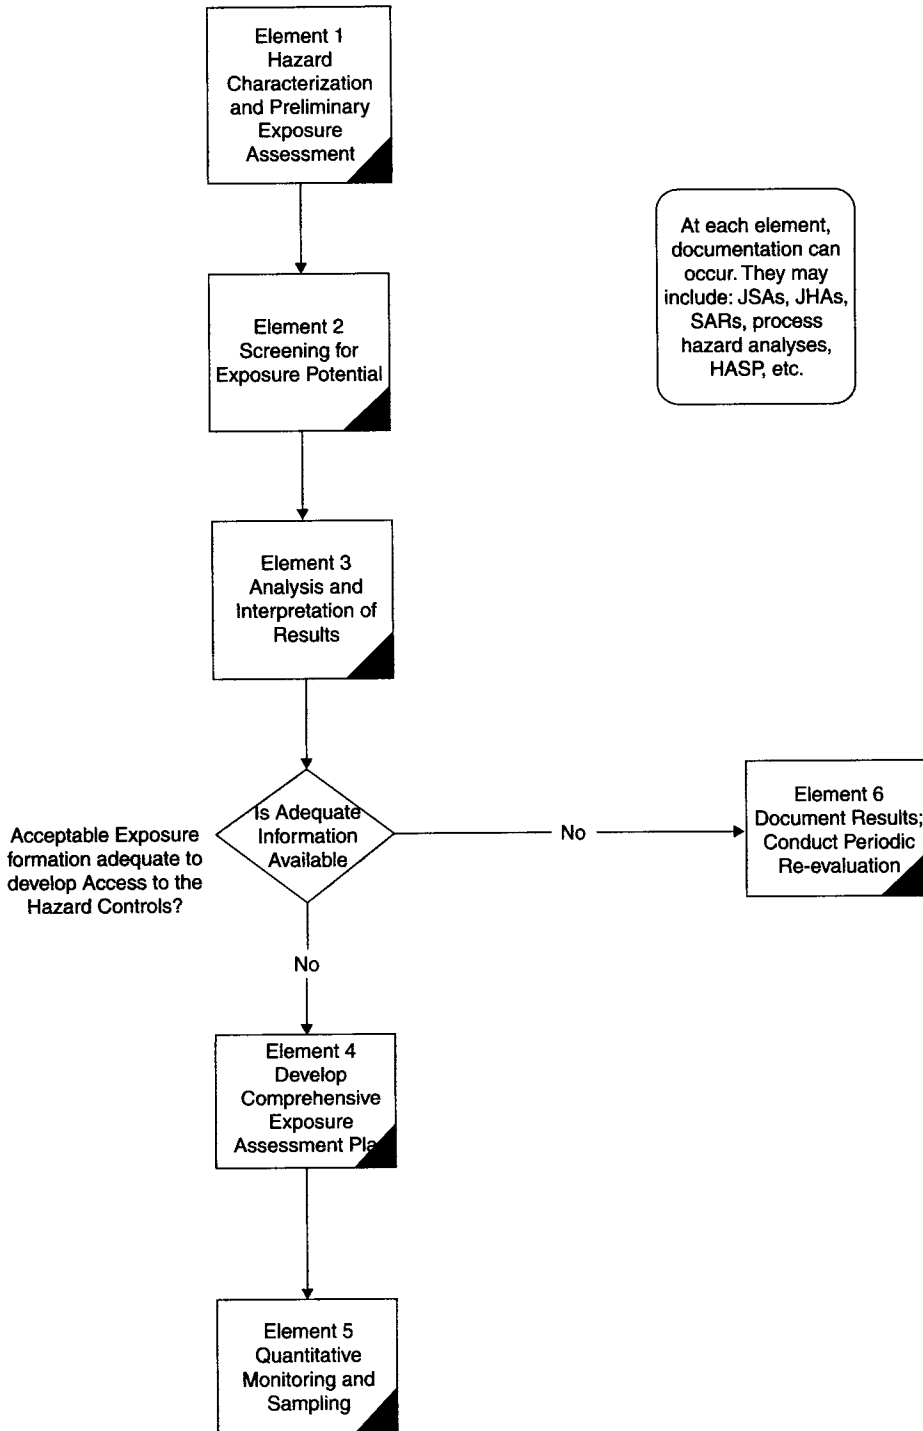 Element 1
Hazard
Characterization
and Preliminary
Exposure
Assessment
At each element,
documentation can
occur. They may
include: JSAs, JHAs,
SARs, process
hazard analyses,
HASP, etc.
Element 2
Screening for
Exposure Potential
Element 3
Analysis and
Interpretation of
Results
Acceptable Exposure
formation adequate to
develop Access to the
Hazard Controls?
Is Adequate
Information
Available
No
Element 6
Document Results;
Conduct Periodic
Re-evaluation
No
Element 4
Develop
Comprehensive
Exposure
Assessment Pla
Element 5
Quantitative
Monitoring and
Sampling